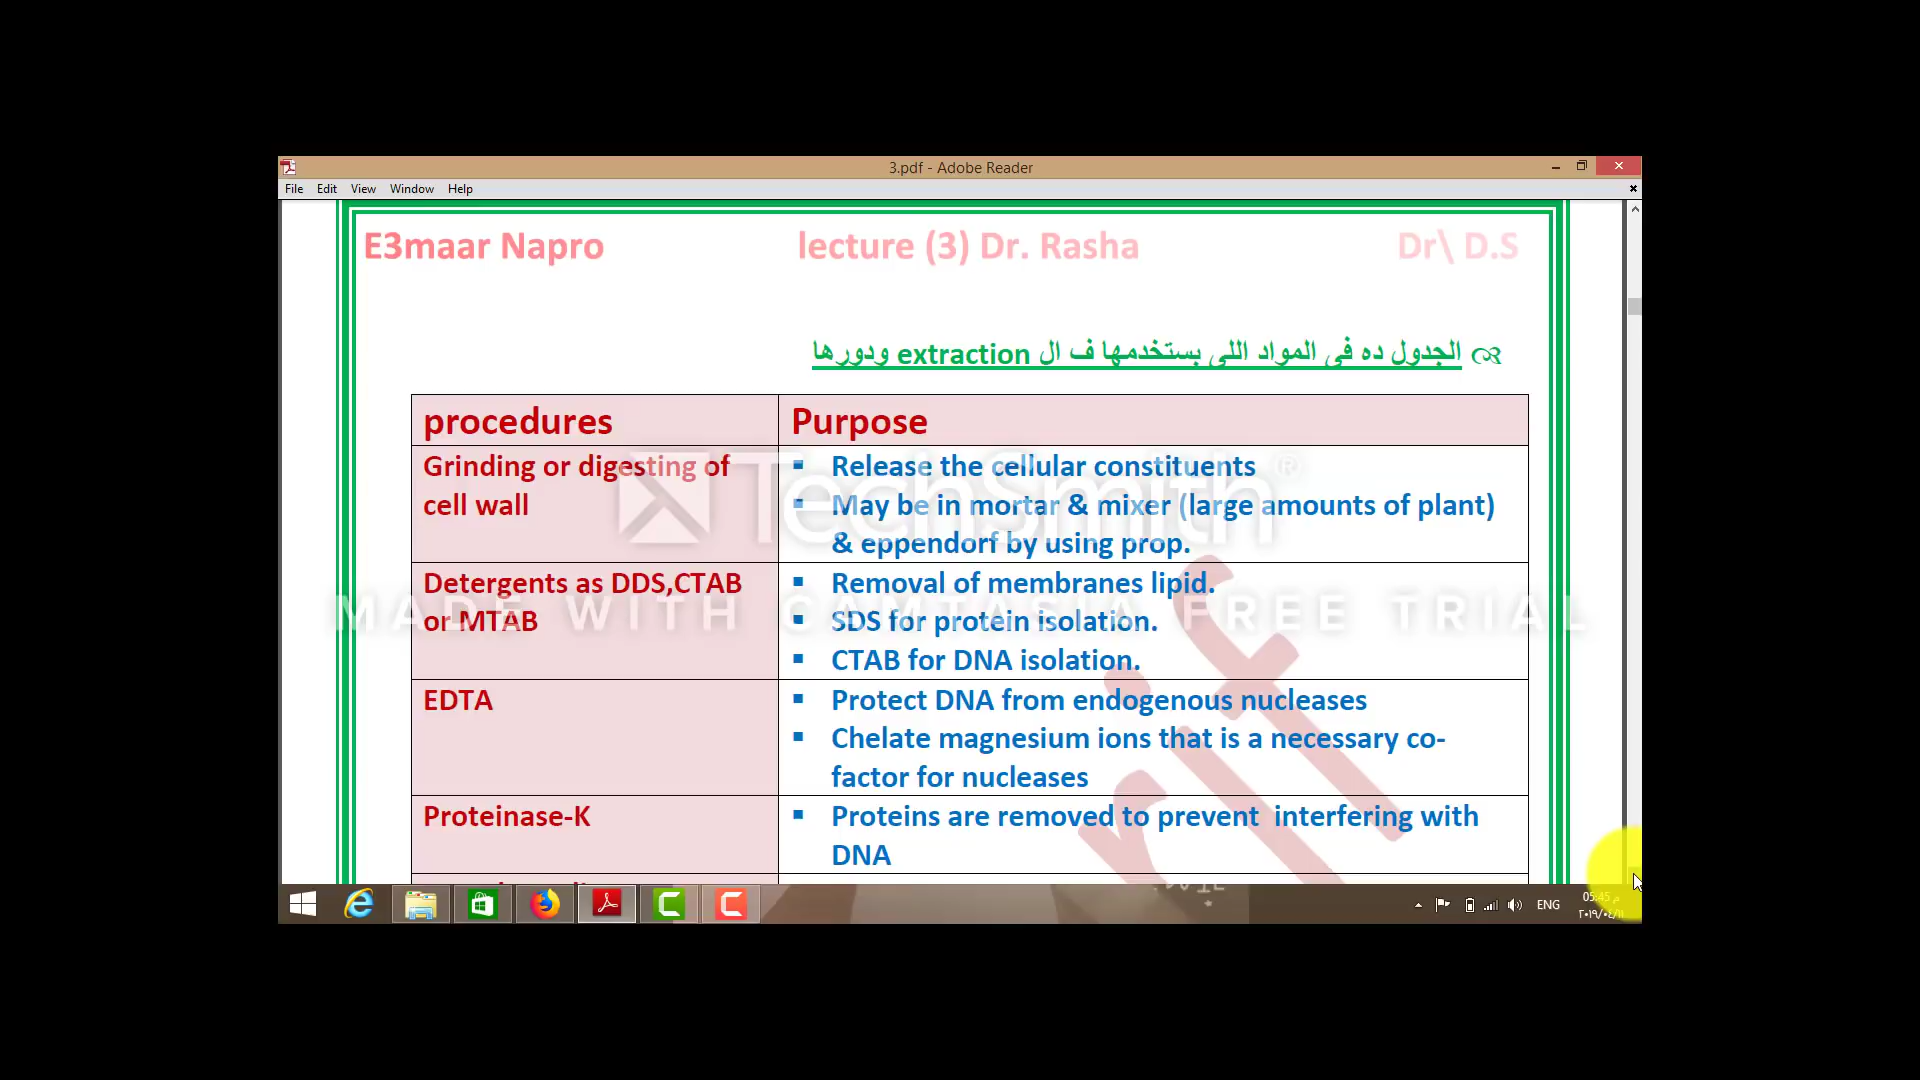 3.pdf - Adobe Reader
File Edit View Window Help
E3maar Napro lecture (3) Dr. Rasha Dr\ D.S
الجدول ده فى المواد اللى بستخدمها ف ال extraction ودورها
procedures Purpose
Grinding or digesting of
cell wall
Release the cellular constituents
May be in mortar & mixer (large amounts of plant)
& eppendorf by using prop.
Detergents as DDS,CTAB
or MTAB
Removal of membranes lipid.
SDS for protein isolation.
CTAB for DNA isolation.
EDTA
Protect DNA from endogenous nucleases
Chelate magnesium ions that is a necessary co-
factor for nucleases
Proteinase-K
Proteins are removed to prevent interfering with
DNA
TechSmith®
MADE WITH CAMTASIA FREE TRIAL
ENG
05:45 م
٢٠١٩/٠٤/١١